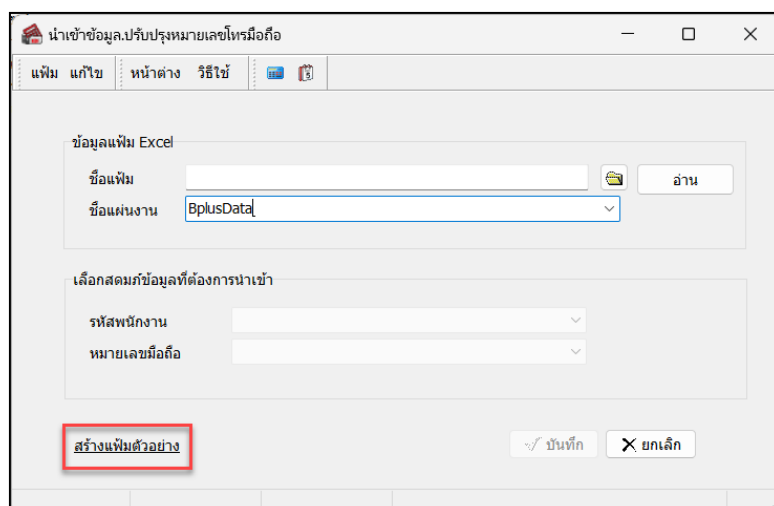 นำเข้าข้อมูล.ปรับปรุงหมายเลขโทรมือถือ
แฟ้ม แก้ไข หน้าต่าง วิธีใช้
ข้อมูลแฟ้ม Excel
ชื่อแฟ้ม อ่าน
ชื่อแผ่นงาน BplusData
เลือกสดมภ์ข้อมูลที่ต้องการนำเข้า
รหัสพนักงาน
หมายเลขมือถือ
สร้างแฟ้มตัวอย่าง บันทึก ยกเลิก